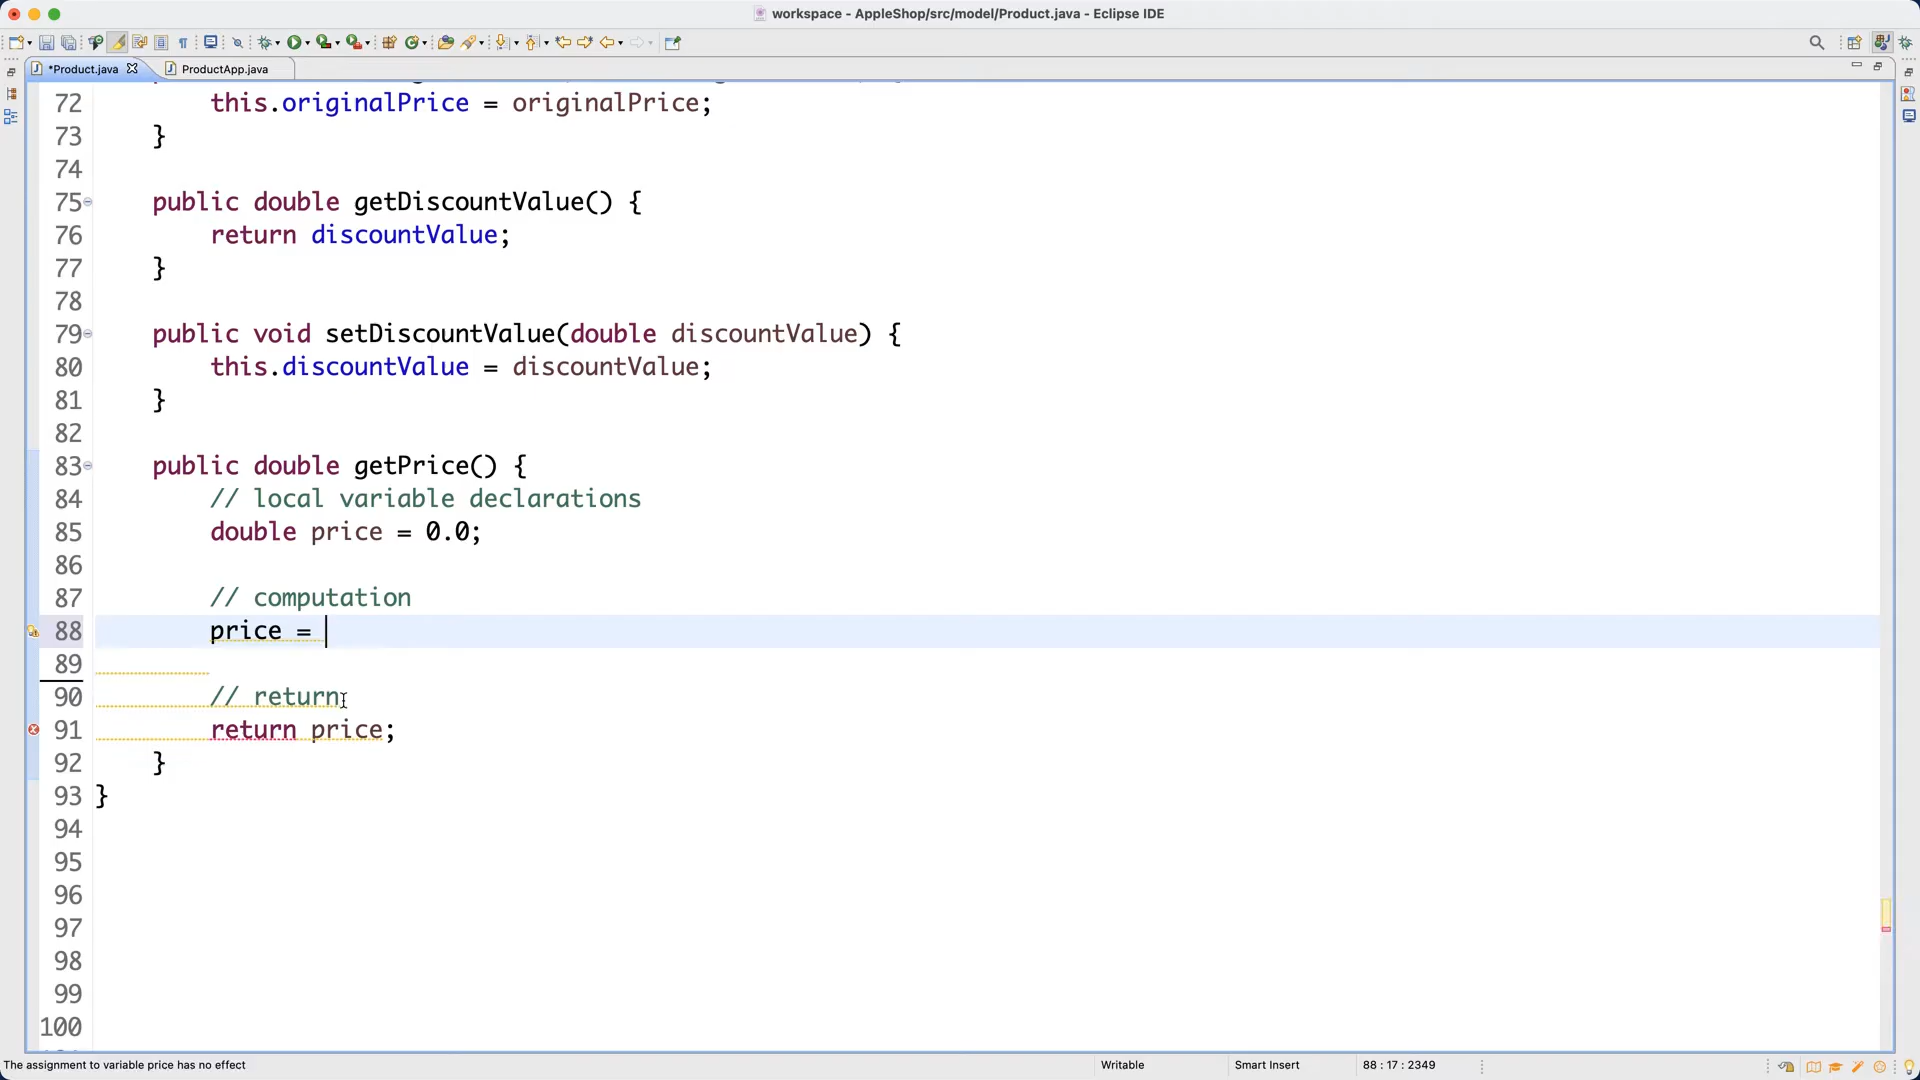 workspace - AppleShop/src/model/Product.java - Eclipse IDE
*Product.java
ProductApp.java
72 this.originalPrice = originalPrice;
73 }
74
75 public double getDiscountValue() {
76 return discountValue;
77 }
78
79 public void setDiscountValue(double discountValue) {
80 this.discountValue = discountValue;
81 }
82
83 public double getPrice() {
84 // local variable declarations
85 double price = 0.0;
86
87 // computation
88 price =
89
90 // return
91 return price;
92 }
93 }
94
95
96
97
98
99
100
The assignment to variable price has no effect
Writable
Smart Insert
88 : 17 : 2349